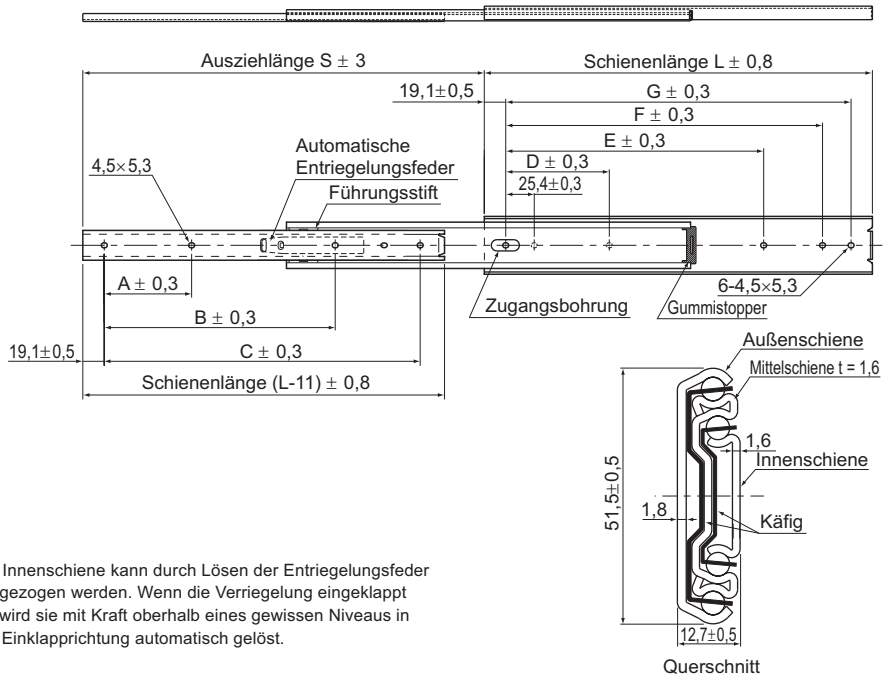 Ausziehlänge S ± 3
Schienenlänge L ± 0,8
19,1±0,5
G ± 0,3
F ± 0,3
E ± 0,3
D ± 0,3
25,4±0,3
Automatische
Entriegelungsfeder
4,5×5,3
Führungsstift
A ± 0,3
B ± 0,3
C ± 0,3
19,1±0,5
Schienenlänge (L-11) ± 0,8
Zugangsbohrung
Gummistopper
6-4,5×5,3
Außenschiene
Mittelschiene t = 1,6
1,6
Innenschiene
51,5±0,5
1,8
Käfig
12,7±0,5
Querschnitt
Innenschiene kann durch Lösen der Entriegelungsfeder
gezogen werden. Wenn die Verriegelung eingeklappt
wird sie mit Kraft oberhalb eines gewissen Niveaus in
Einklapprichtung automatisch gelöst.